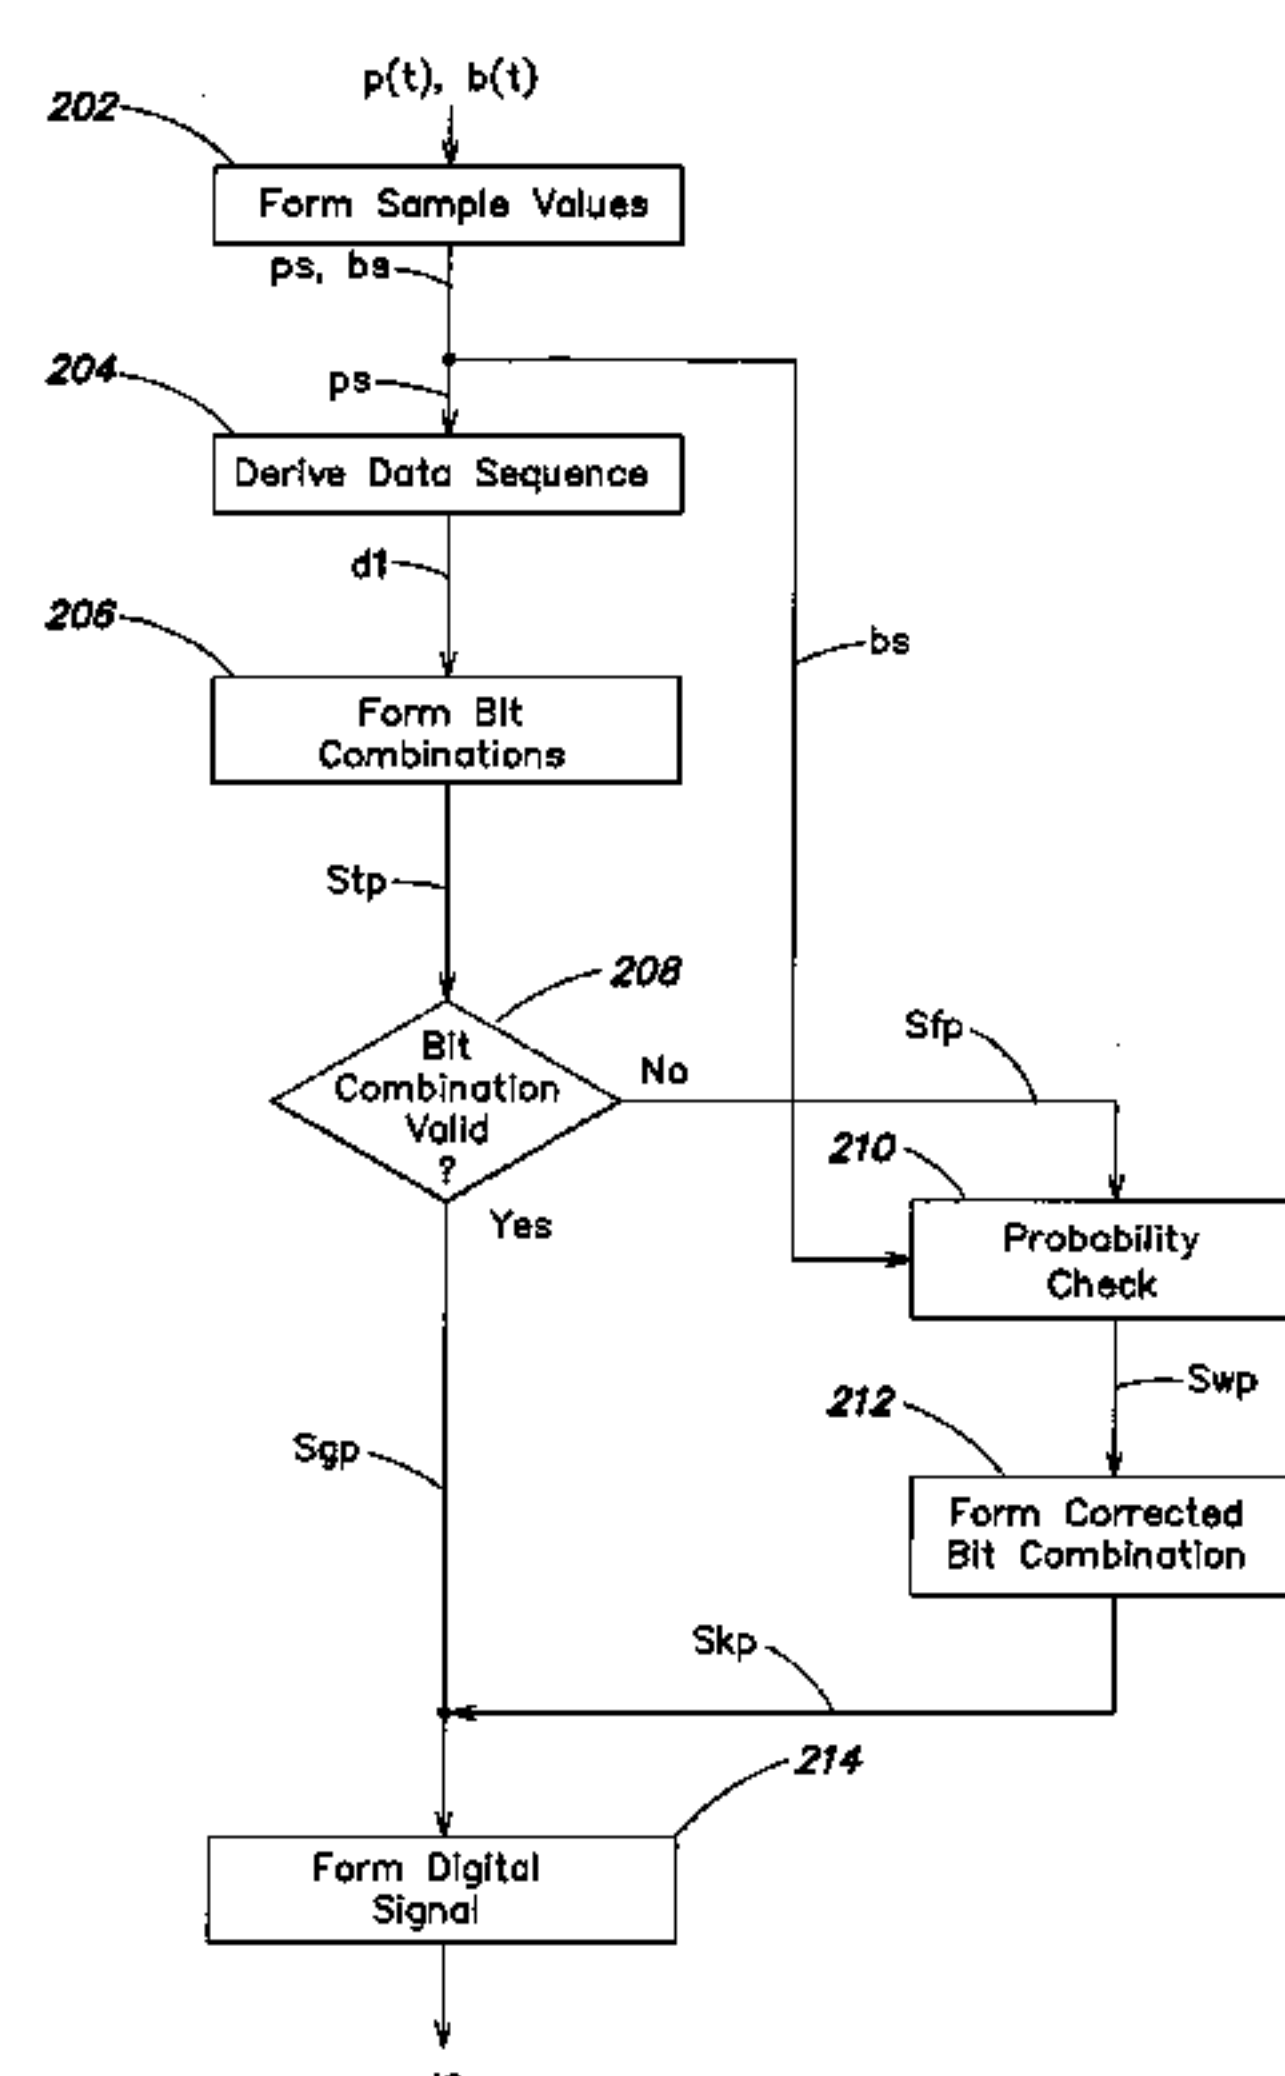 p(t), b(t)
202
Form Sample Values
ps, bs
204
ps
Derive Data Sequence
d1
206
bs
Form Bit
Combinations
Stp
208
Bit
Combination
Valid
?
No
Sfp
210
Yes
Probability
Check
Swp
212
Sgp
Form Corrected
Bit Combination
Skp
214
Form Digital
Signal